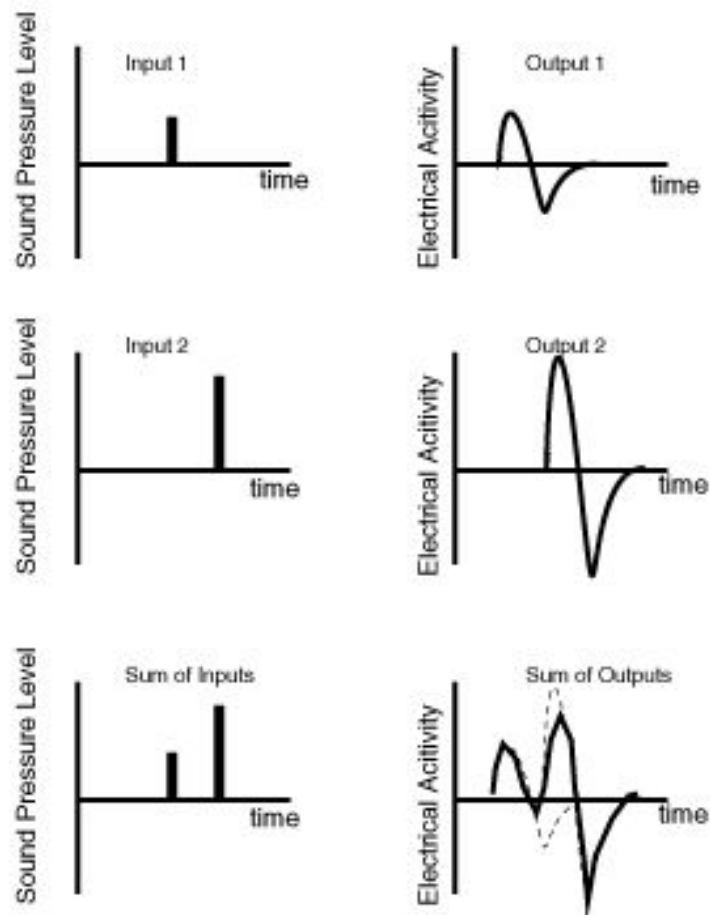 Sound Pressure Level
Input 1
time
Electrical Acitivity
Output 1
time
Sound Pressure Level
Input 2
time
Electrical Acitivity
Output 2
time
Sound Pressure Level
Sum of Inputs
time
Electrical Acitivity
Sum of Outputs
time